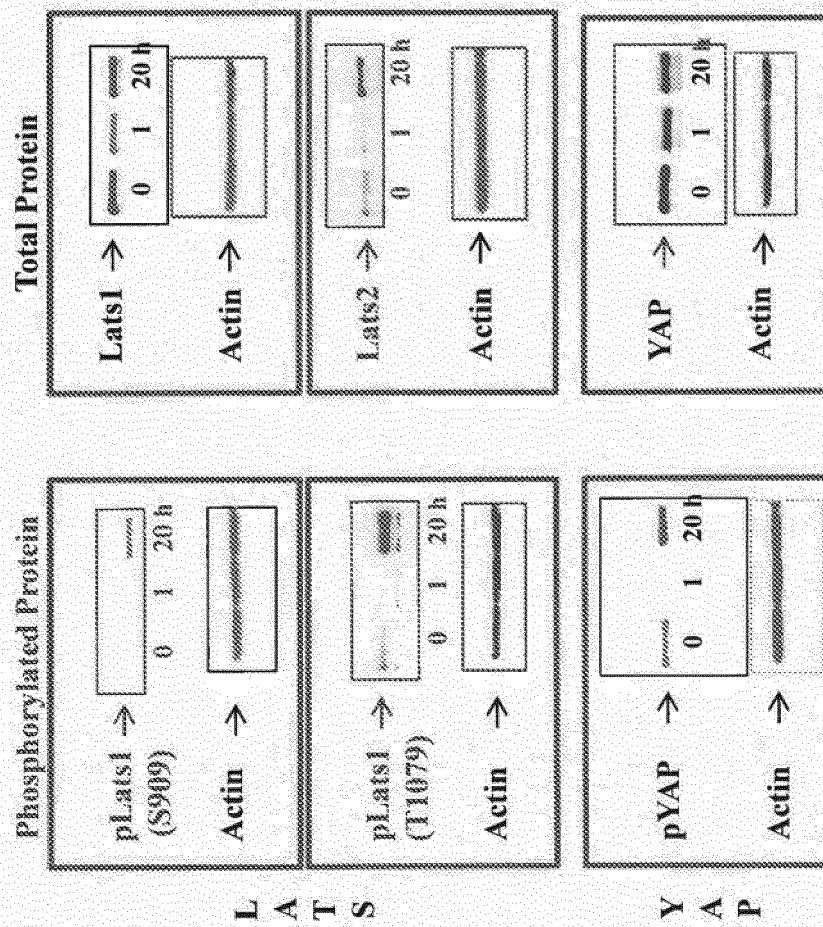 Phosphorylated Protein
Total Protein
L
A
T
S
pLats1 →
(S909)
0 1 20 h
Actin →
Lats1 →
0 1 20 h
Actin →
pLats1 →
(T1079)
0 1 20 h
Actin →
Lats2 →
0 1 20 h
Actin →
Y
A
P
pYAP →
0 1 20 h
Actin →
YAP →
0 1 20 h
Actin →